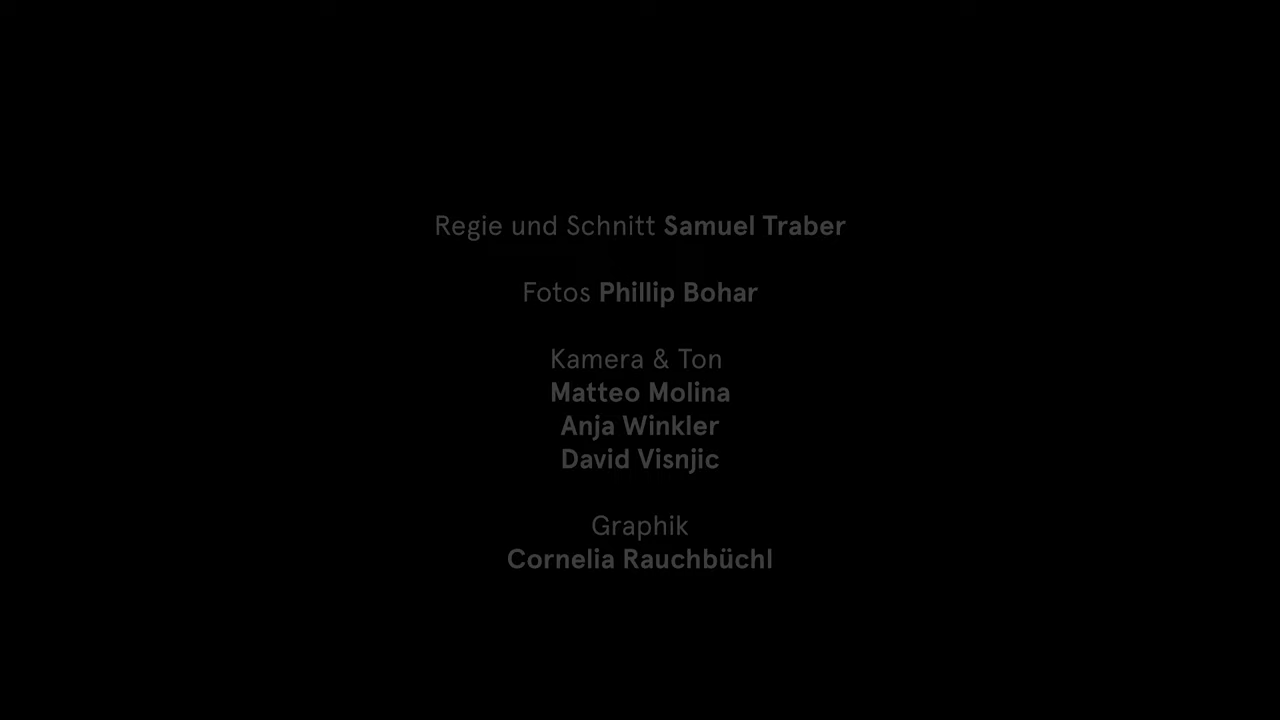 Regie und Schnitt Samuel Traber
Fotos Phillip Bohar
Kamera & Ton
Matteo Molina
Anja Winkler
David Visnjic
Graphik
Cornelia Rauchbüchl